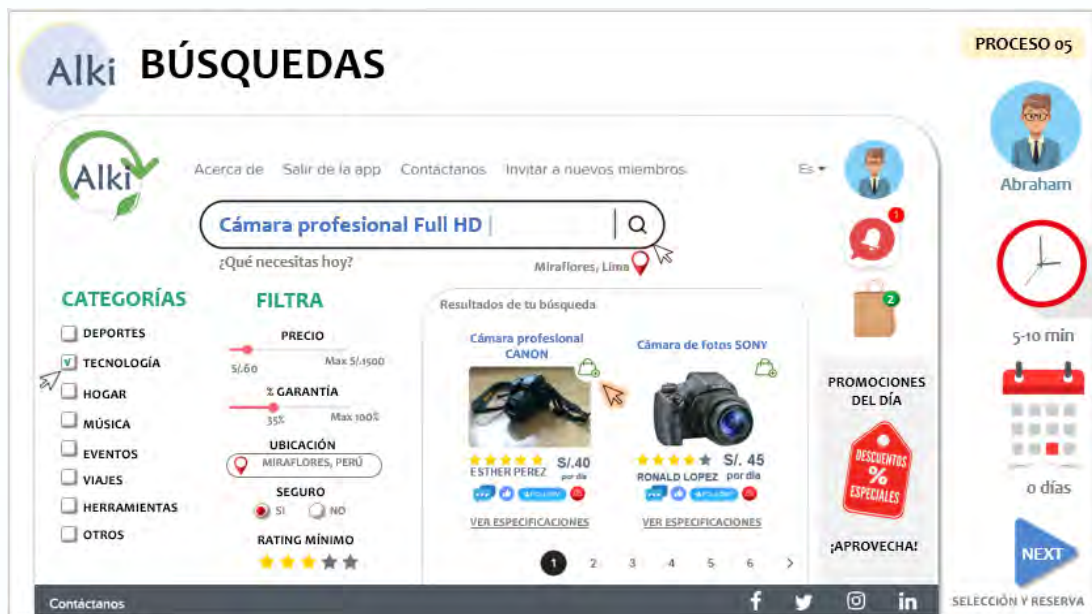 Alki BÚSQUEDAS
PROCESO 05
Alki
Acerca de Salir de la app Contáctanos Invitar a nuevos miembros Es
1
Cámara profesional Full HD
¿Qué necesitas hoy?
Miraflores, Lima
2
CATEGORÍAS
DEPORTES
TECNOLOGÍA
HOGAR
MÚSICA
EVENTOS
VIAJES
HERRAMIENTAS
OTROS
FILTRA
PRECIO
S/.60 Max S/.1500
% GARANTÍA
35% Max 100%
UBICACIÓN
MIRAFLORES, PERÚ
SEGURO
SI NO
RATING MÍNIMO
Resultados de tu búsqueda
Cámara profesional
CANON
ESTHER PEREZ S/.40
por día
VER ESPECIFICACIONES
Cámara de fotos SONY
RONALD LOPEZ S/. 45
por día
VER ESPECIFICACIONES
1 2 3 4 5 6 >
PROMOCIONES
DEL DÍA
DESCUENTOS
%
ESPECIALES
¡APROVECHA!
Contáctanos
Abraham
5-10 min
0 días
NEXT
SELECCIÓN Y RESERVA